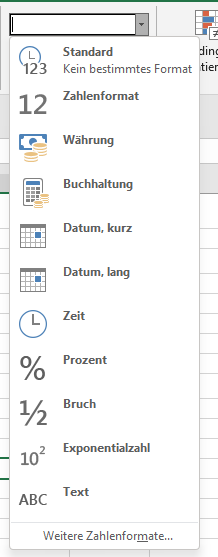 Standard
Kein bestimmtes Format
123
12 Zahlenformat
Währung
Buchhaltung
Datum, kurz
Datum, lang
Zeit
% Prozent
½ Bruch
10² Exponentialzahl
ABC Text
Weitere Zahlenformate...